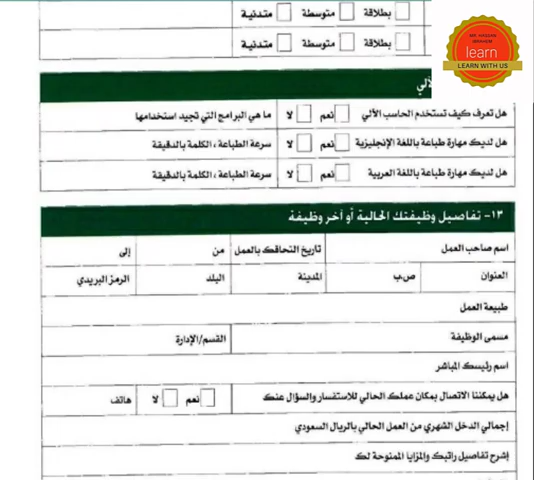 بطلاقة متوسطة متدنية
بطلاقة متوسطة متدنية
learn
LEARN WITH US
لآلي
هل تعرف كيف تستخدم الحاسب الآلي نعم لا ما هي البرامج التي تجيد استخدامها
هل لديك مهارة طباعة باللغة الإنجليزية نعم لا سرعة الطباعة ، الكلمة بالدقيقة
هل لديك مهارة طباعة باللغة العربية نعم لا سرعة الطباعة ، الكلمة بالدقيقة
١٣- تفاصيل وظيفتك الحالية أو آخر وظيفة
اسم صاحب العمل تاريخ التحاقك بالعمل من إلى
العنوان ص.ب المدينة البلد الرمز البريدي
طبيعة العمل
مسمى الوظيفة القسم/الإدارة
اسم رئيسك المباشر
هل يمكننا الاتصال بمكان عملك الحالي للاستفسار والسؤال عنك نعم لا هاتف
إجمالي الدخل الشهري من العمل الحالي بالريال السعودي
إشرح تفاصيل راتبك والمزايا الممنوحة لك